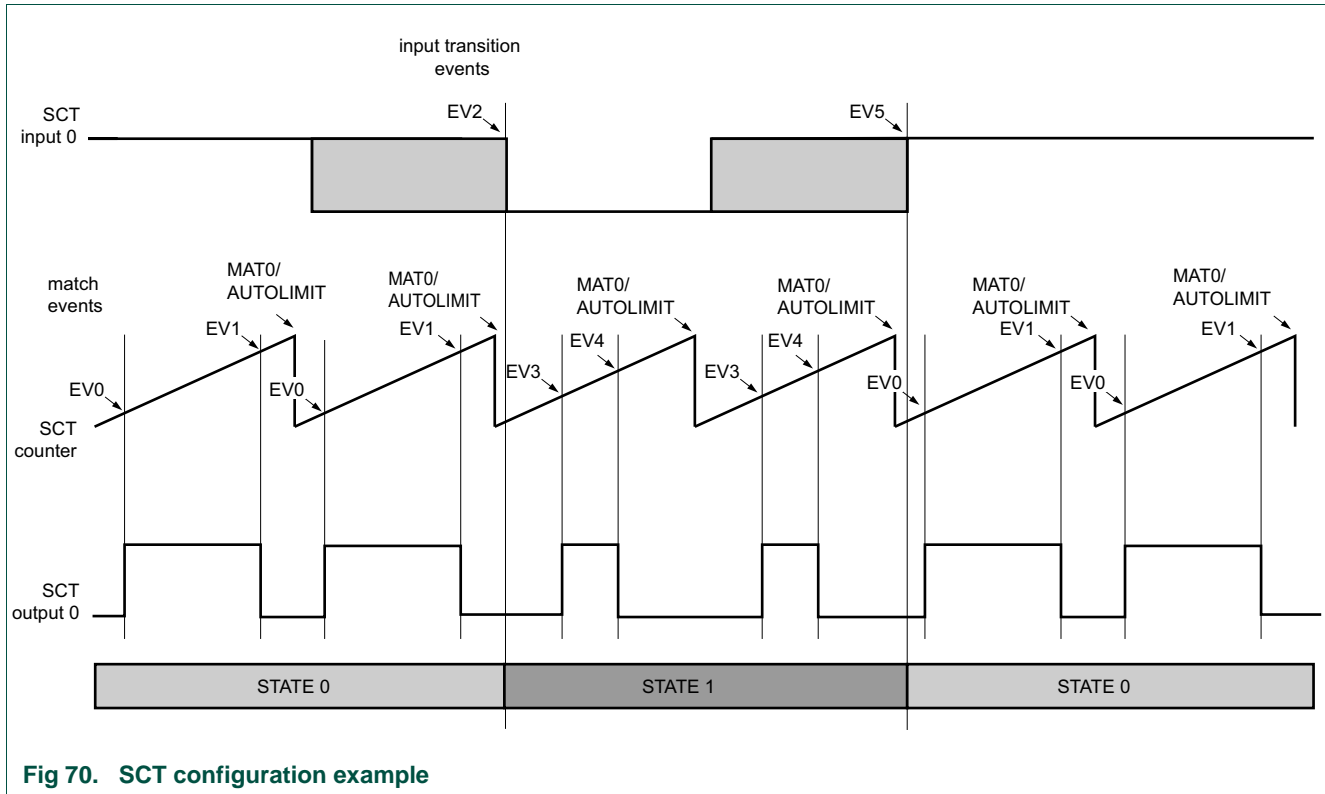 input transition
events
SCT
input 0
EV2
EV5
match
events
MAT0/
AUTOLIMIT
MAT0/
AUTOLIMIT
MAT0/
AUTOLIMIT
MAT0/
AUTOLIMIT
MAT0/
AUTOLIMIT
MAT0/
AUTOLIMIT
EV0
EV1
EV0
EV1
EV3
EV4
EV3
EV4
EV0
EV1
EV0
EV1
SCT
counter
SCT
output 0
STATE 0
STATE 1
STATE 0
Fig 70. SCT configuration example